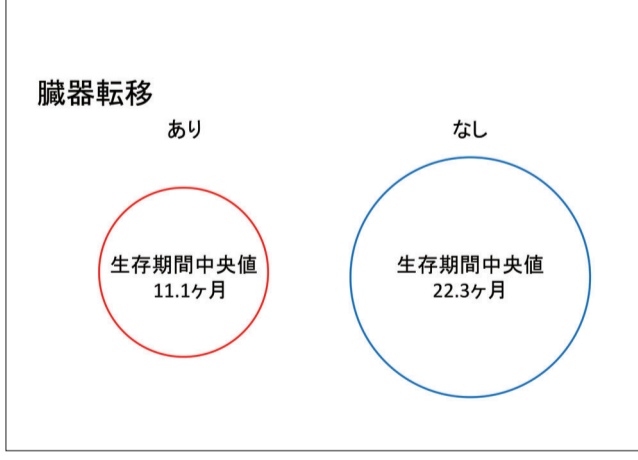 臓器転移
あり
なし
生存期間中央値
11.1ヶ月
生存期間中央値
22.3ヶ月